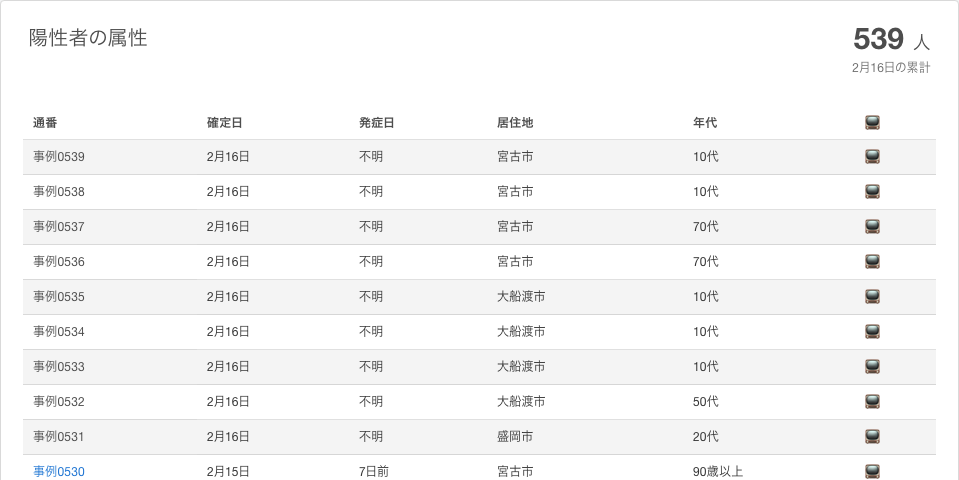 陽性者の属性
539 人
2月16日の累計
通番 確定日 発症日 居住地 年代
事例0539 2月16日 不明 宮古市 10代
事例0538 2月16日 不明 宮古市 10代
事例0537 2月16日 不明 宮古市 70代
事例0536 2月16日 不明 宮古市 70代
事例0535 2月16日 不明 大船渡市 10代
事例0534 2月16日 不明 大船渡市 10代
事例0533 2月16日 不明 大船渡市 10代
事例0532 2月16日 不明 大船渡市 50代
事例0531 2月16日 不明 盛岡市 20代
事例0530 2月15日 7日前 宮古市 90歳以上